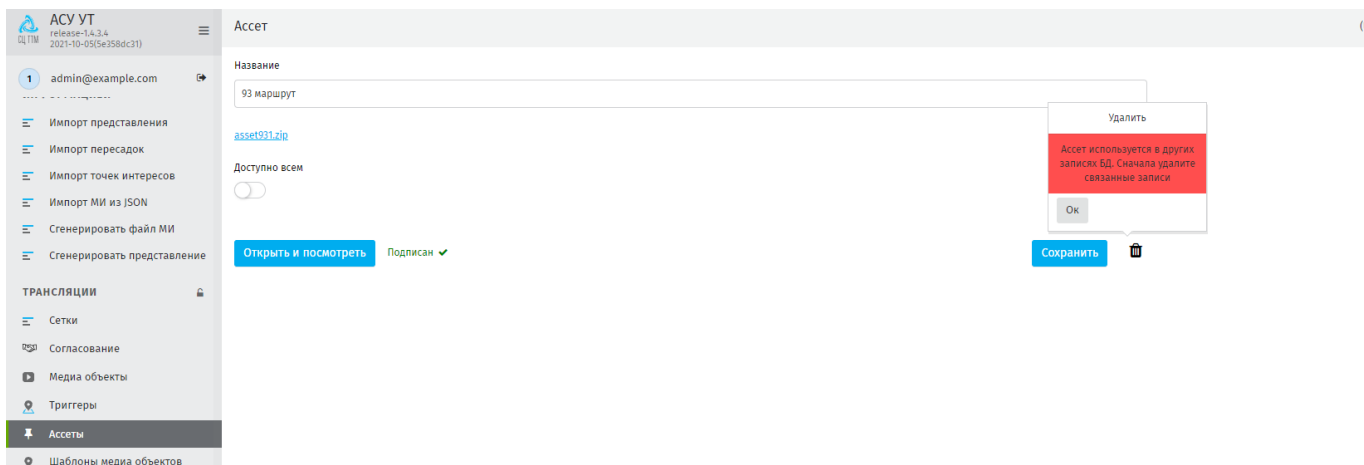 АСУ УТ
release-1.4.3.4
2021-10-05(5e358dc31)
СЦ ГПМ
1
admin@example.com
Импорт представления
Импорт пересадок
Импорт точек интересов
Импорт МИ из JSON
Сгенерировать файл МИ
Сгенерировать представление
ТРАНСЛЯЦИИ
Сетки
Согласование
Медиа объекты
Триггеры
Ассеты
Шаблоны медиа объектов
Ассет
(
Название
93 маршрут
asset931.zip
Доступно всем
Открыть и посмотреть
Подписан
Удалить
Ассет используется в других
записях БД. Сначала удалите
связанные записи
Ок
Сохранить